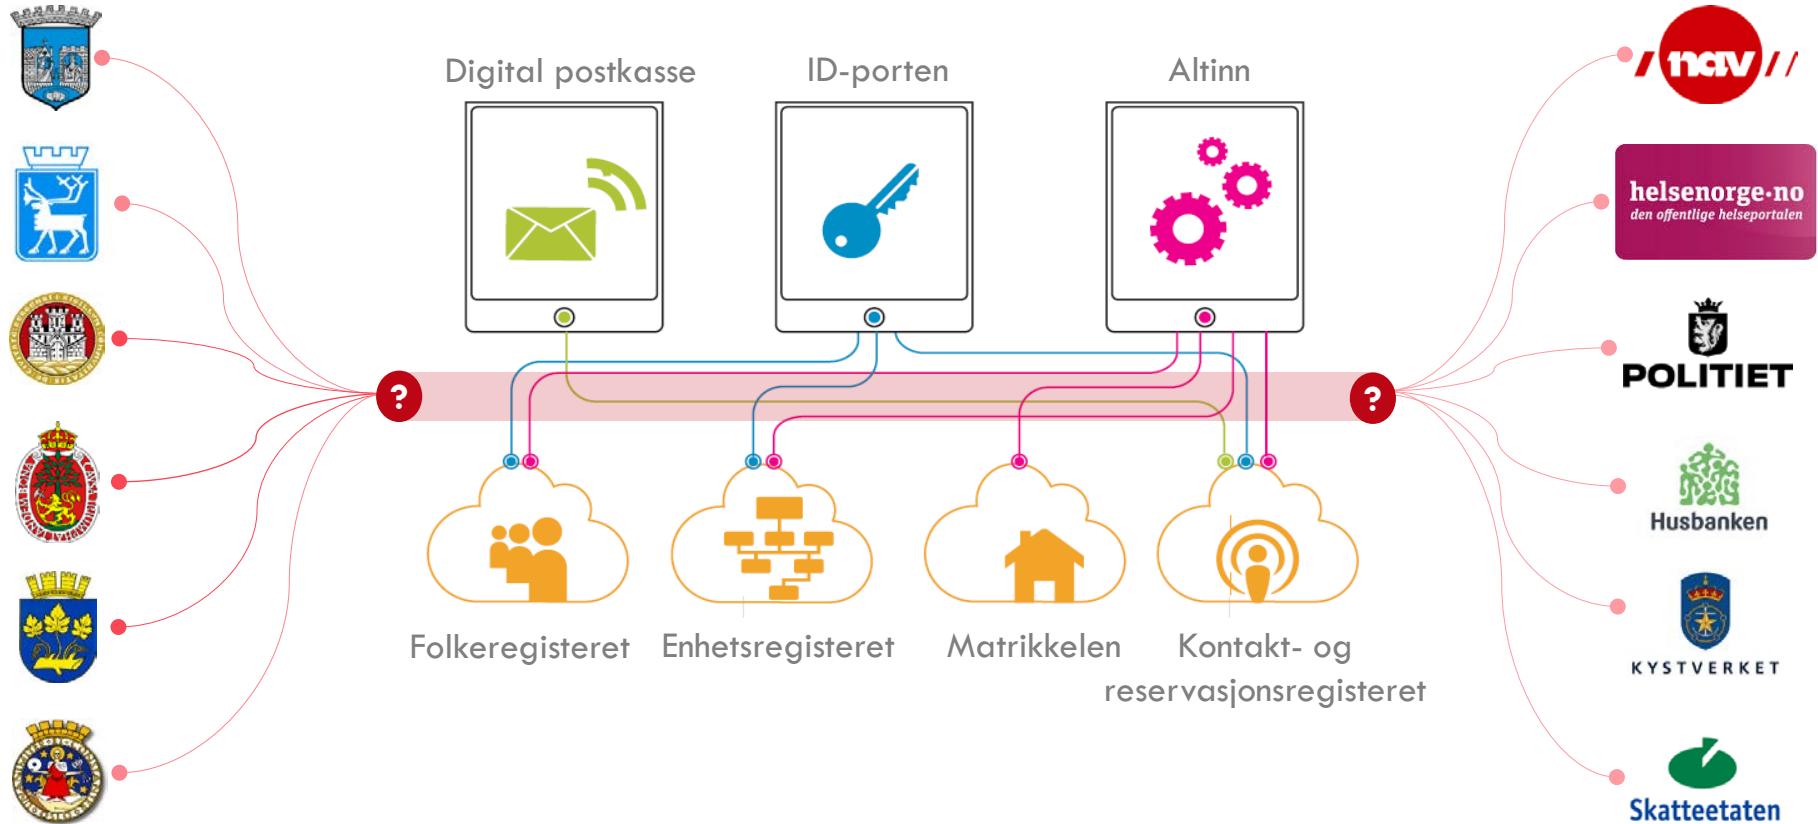 Digital postkasse
ID-porten
Altinn
nav
helsenorge.no
den offentlige helseportalen
POLITIET
?
?
Husbanken
Folkeregisteret
Enhetsregisteret
Matrikkelen
Kontakt- og
reservasjonsregisteret
KYSTVERKET
Skatteetaten